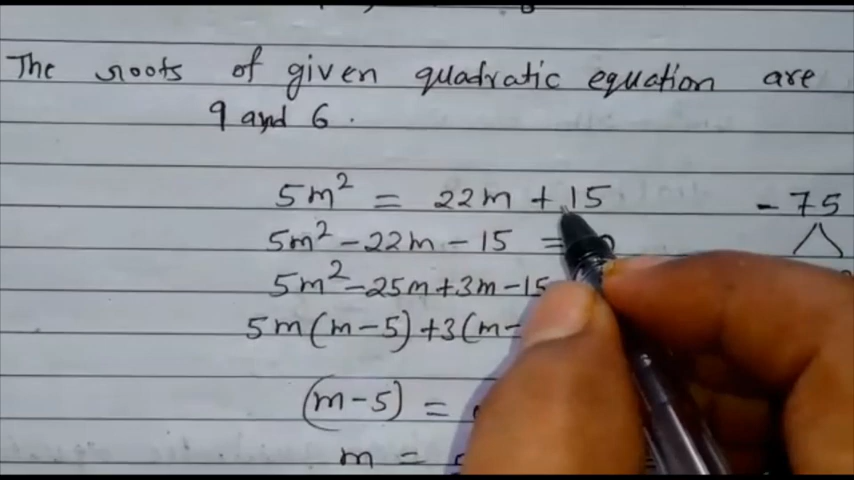 The roots of given quadratic equation are
9 and 6.
5m² = 22m + 15
- 75
5m² - 22m - 15 =
5m² - 25m + 3m - 15
5m(m - 5) + 3(m -
(m - 5) =
m =